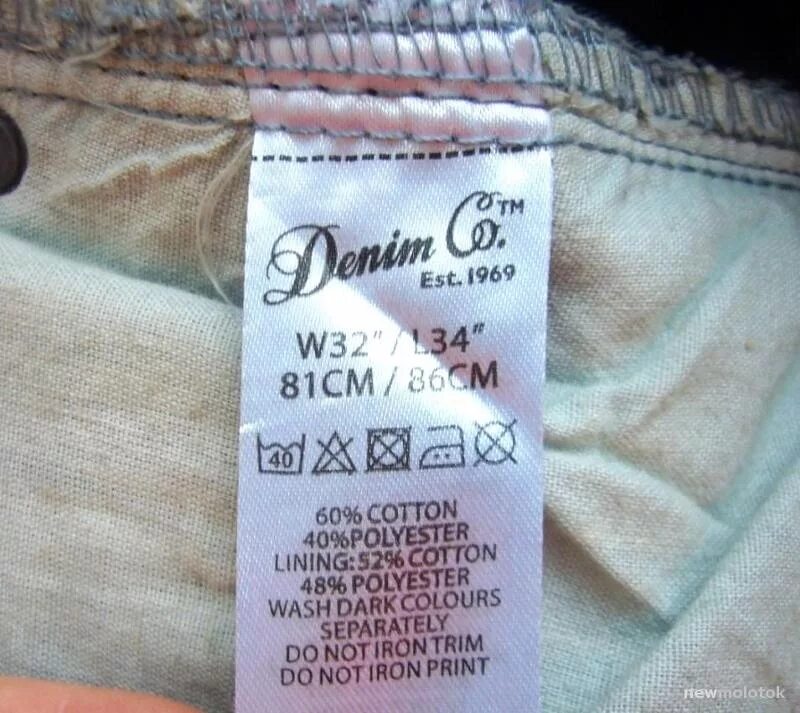 Denim Co.™
Est. 1969
W32" / L34"
81CM / 86CM
40
60% COTTON
40%POLYESTER
LINING: 52% COTTON
48% POLYESTER
WASH DARK COLOURS
SEPARATELY
DO NOT IRON TRIM
DO NOT IRON PRINT
newmolotok